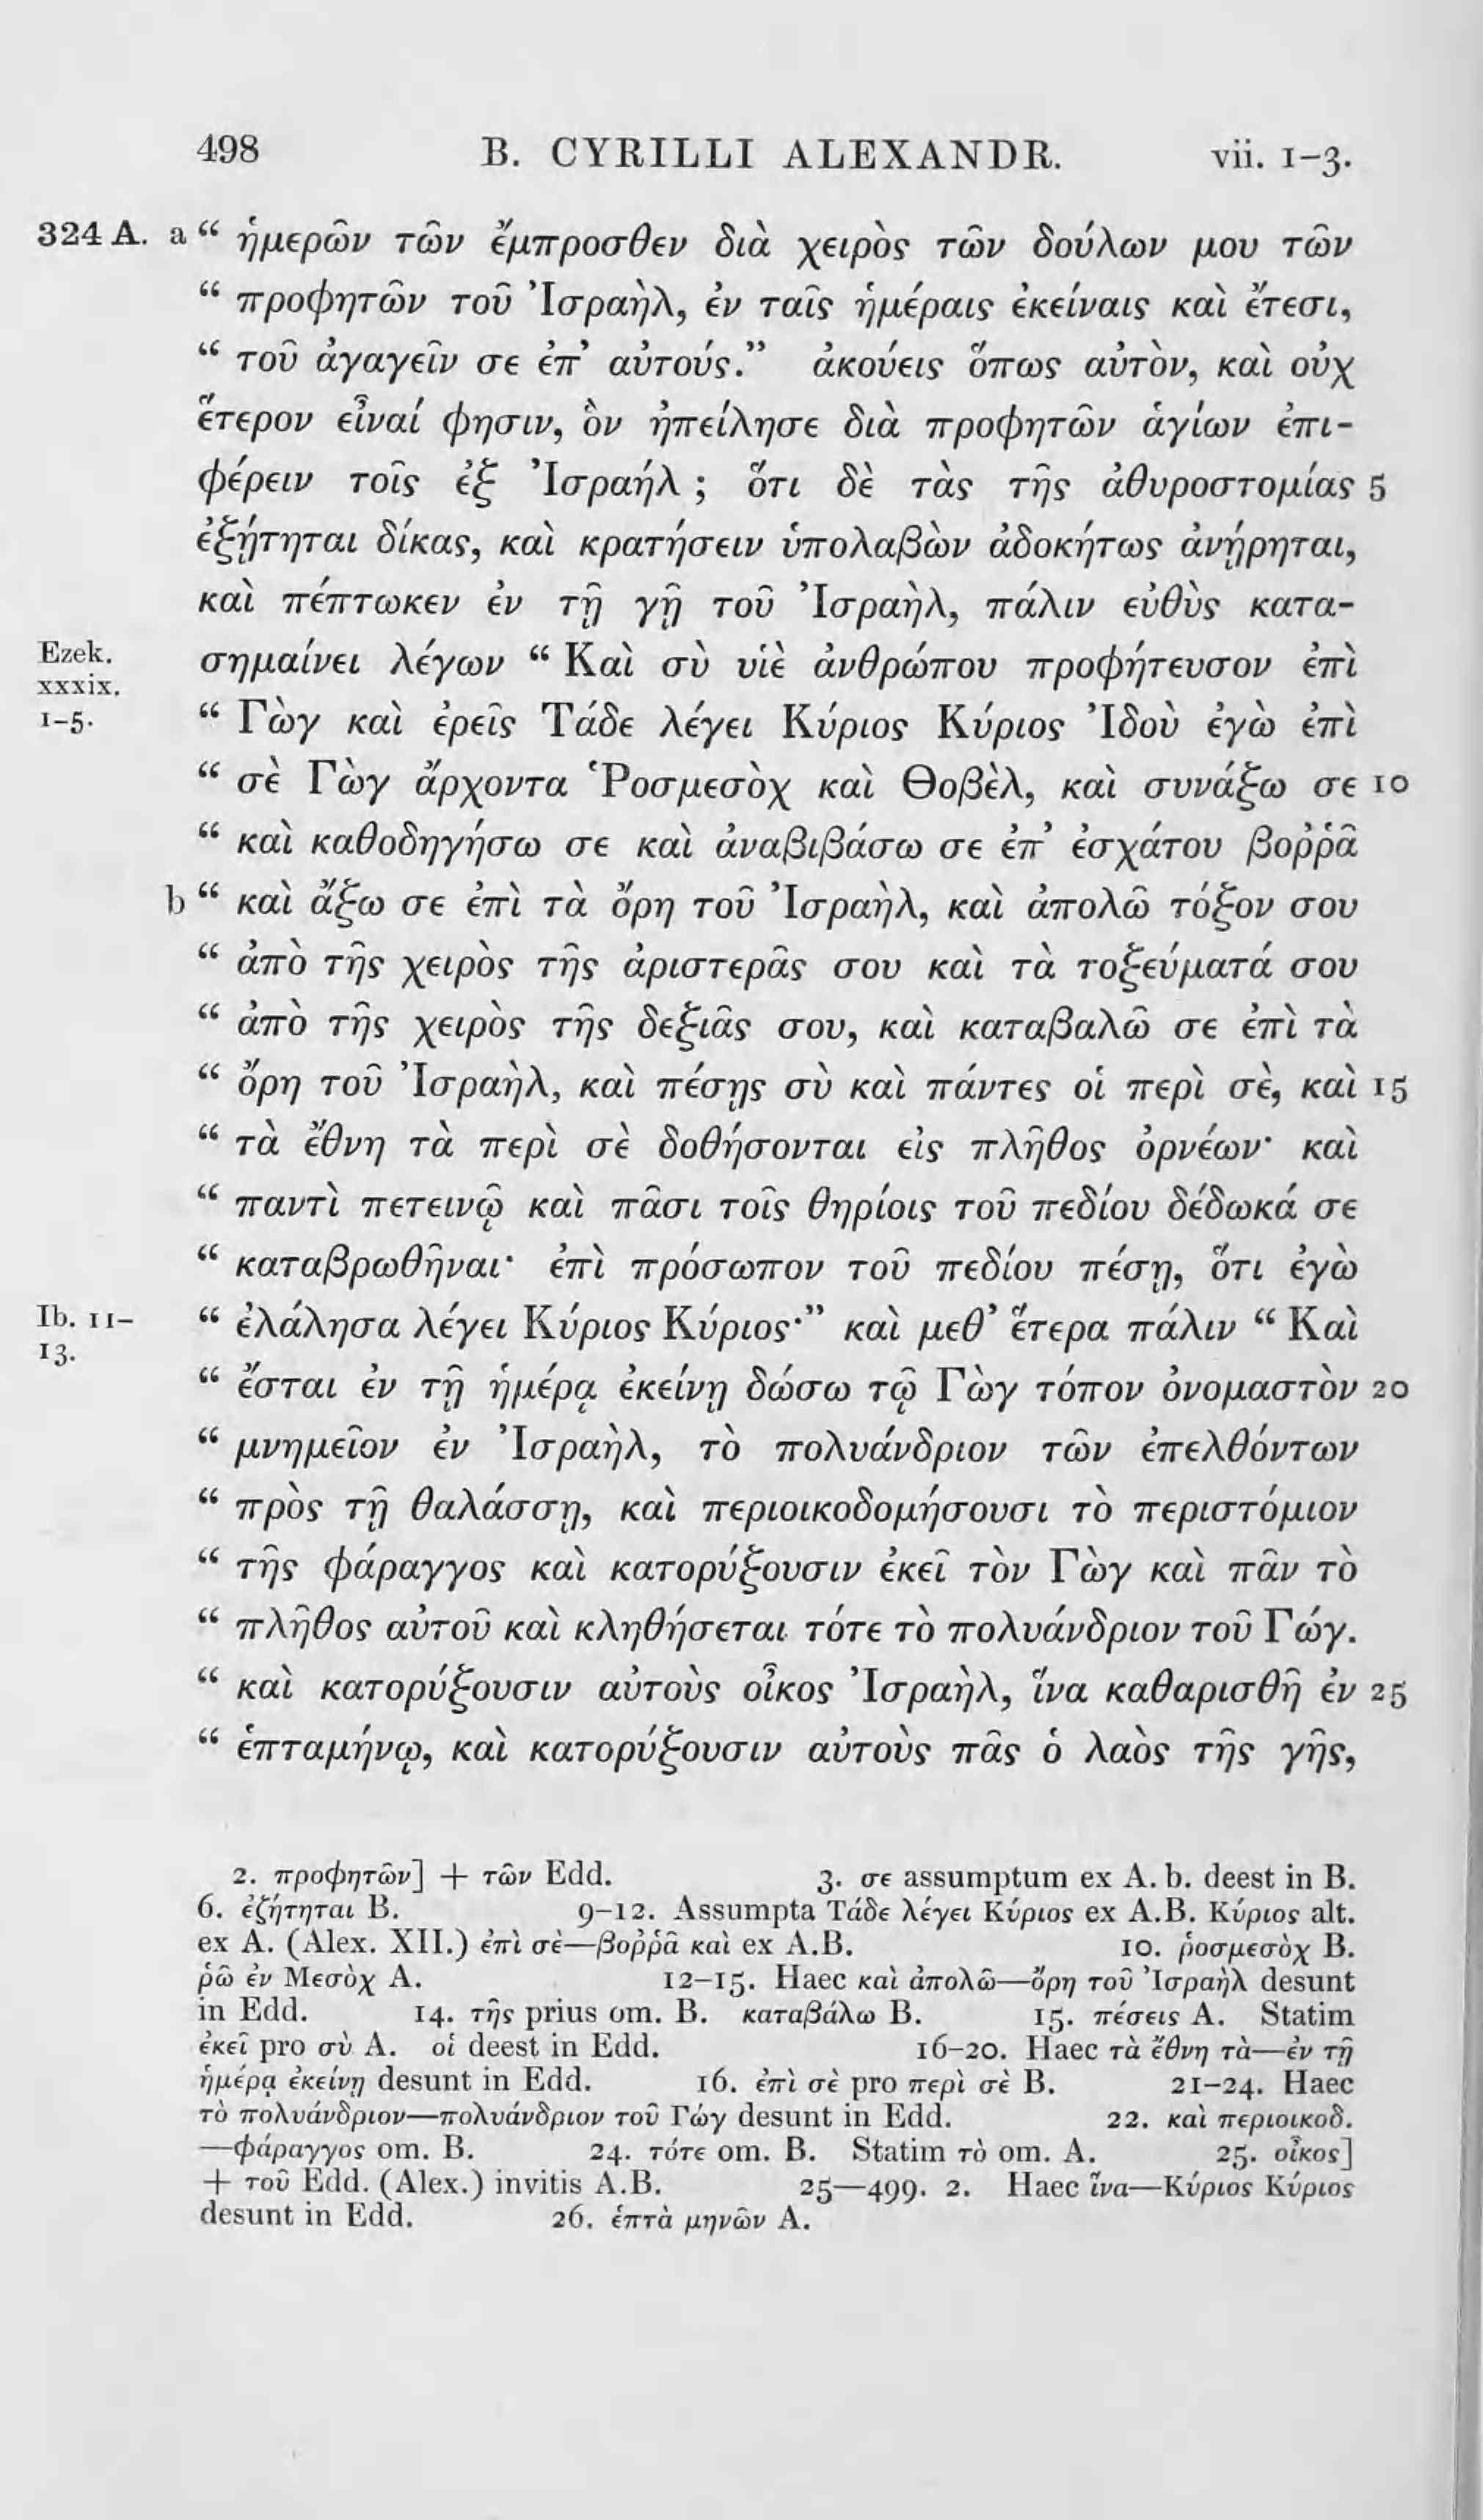 498 B. CYRILLI ALEXANDR. vii. 1-3.
324 A. a “ ἡμερῶν τῶν ἔμπροσθεν διὰ χειρὸς τῶν δούλων μου τῶν
“ προφητῶν τοῦ Ἰσραὴλ, ἐν ταῖς ἡμέραις ἐκείναις καὶ ἔτεσι,
“ τοῦ ἀγαγεῖν σε ἐπ’ αὐτούς.” ἀκούεις ὅπως αὐτὸν, καὶ οὐχ
ἕτερον εἶναί φησιν, ὃν ἠπείλησε διὰ προφητῶν ἁγίων ἐπι-
φέρειν τοῖς ἐξ Ἰσραήλ ; ὅτι δὲ τὰς τῆς ἀθυροστομίας 5
ἐξῄτηται δίκας, καὶ κρατήσειν ὑπολαβὼν ἀδοκήτως ἀνῄρηται,
καὶ πέπτωκεν ἐν τῇ γῇ τοῦ Ἰσραὴλ, πάλιν εὐθὺς κατα-
Ezek. xxxix. 1-5. σημαίνει λέγων “ Καὶ σὺ υἱὲ ἀνθρώπου προφήτευσον ἐπὶ
“ Γὼγ καὶ ἐρεῖς Τάδε λέγει Κύριος Κύριος Ἰδοὺ ἐγὼ ἐπὶ
“ σὲ Γὼγ ἄρχοντα Ῥοσμεσὸχ καὶ Θοβὲλ, καὶ συνάξω σε 10
“ καὶ καθοδηγήσω σε καὶ ἀναβιβάσω σε ἐπ’ ἐσχάτου βοῤῥᾶ
b “ καὶ ἄξω σε ἐπὶ τὰ ὄρη τοῦ Ἰσραὴλ, καὶ ἀπολῶ τόξον σου
“ ἀπὸ τῆς χειρὸς τῆς ἀριστερᾶς σου καὶ τὰ τοξεύματά σου
“ ἀπὸ τῆς χειρὸς τῆς δεξιᾶς σου, καὶ καταβαλῶ σε ἐπὶ τὰ
“ ὄρη τοῦ Ἰσραὴλ, καὶ πέσῃς σὺ καὶ πάντες οἱ περὶ σὲ, καὶ 15
“ τὰ ἔθνη τὰ περὶ σὲ δοθήσονται εἰς πλῆθος ὀρνέων· καὶ
“ παντὶ πετεινῷ καὶ πᾶσι τοῖς θηρίοις τοῦ πεδίου δέδωκά σε
“ καταβρωθῆναι· ἐπὶ πρόσωπον τοῦ πεδίου πέσῃ, ὅτι ἐγὼ
Ib. 11-13. “ ἐλάλησα λέγει Κύριος Κύριος·” καὶ μεθ’ ἕτερα πάλιν “ Καὶ
“ ἔσται ἐν τῇ ἡμέρᾳ ἐκείνῃ δώσω τῷ Γὼγ τόπον ὀνομαστὸν 20
“ μνημεῖον ἐν Ἰσραὴλ, τὸ πολυάνδριον τῶν ἐπελθόντων
“ πρὸς τῇ θαλάσσῃ, καὶ περιοικοδομήσουσι τὸ περιστόμιον
“ τῆς φάραγγος καὶ κατορύξουσιν ἐκεῖ τὸν Γὼγ καὶ πᾶν τὸ
“ πλῆθος αὐτοῦ καὶ κληθήσεται τότε τὸ πολυάνδριον τοῦ Γώγ.
“ καὶ κατορύξουσιν αὐτοὺς οἶκος Ἰσραὴλ, ἵνα καθαρισθῆ ἐν 25
“ ἑπταμήνῳ, καὶ κατορύξουσιν αὐτοὺς πᾶς ὁ λαὸς τῆς γῆς,
2. προφητῶν] + τῶν Edd. 3. σε assumptum ex A. b. deest in B.
6. ἐζήτηται B. 9-12. Assumpta Τάδε λέγει Κύριος ex A.B. Κύριος alt.
ex A. (Alex. XII.) ἐπὶ σὲ—βοῤῥᾶ καὶ ex A.B. 10. ῥοσμεσὸχ B.
ῥῶ ἐν Μεσὸχ A. 12-15. Haec καὶ ἀπολῶ—ὄρη τοῦ Ἰσραὴλ desunt
in Edd. 14. τῆς prius om. B. καταβάλω B. 15. πέσεις A. Statim
ἐκεῖ pro σὺ A. οἱ deest in Edd. 16-20. Haec τὰ ἔθνη τὰ—ἐν τῇ
ἡμέρᾳ ἐκείνῃ desunt in Edd. 16. ἐπὶ σὲ pro περὶ σὲ B. 21-24. Haec
τὸ πολυάνδριον—πολυάνδριον τοῦ Γώγ desunt in Edd. 22. καὶ περιοικοδ.
—φάραγγος om. B. 24. τότε om. B. Statim τὸ om. A. 25. οἶκος]
+ τοῦ Edd. (Alex.) invitis A.B. 25—499. 2. Haec ἵνα—Κύριος Κύριος
desunt in Edd. 26. ἑπτὰ μηνῶν A.